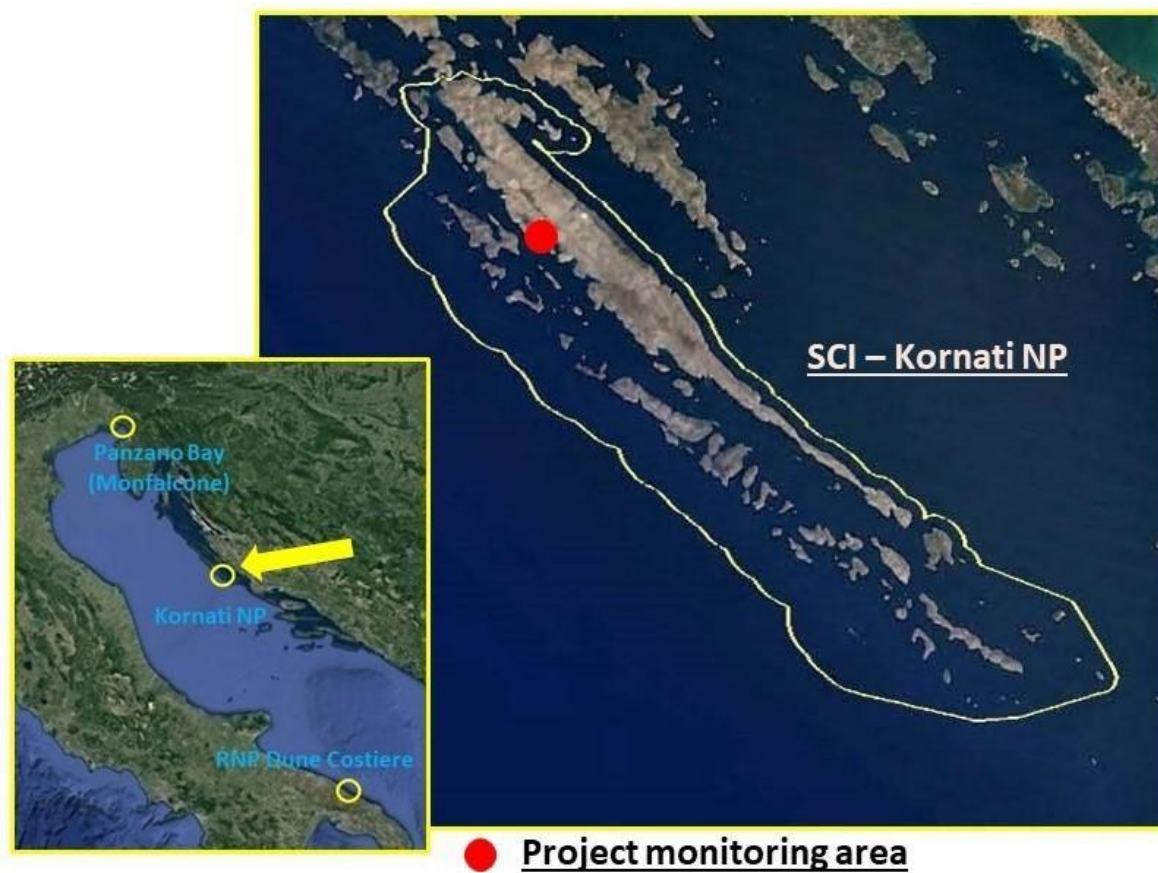 SCI – Kornati NP
Panzano Bay
(Monfalcone)
Kornati NP
RNP Dune Costiere
Project monitoring area